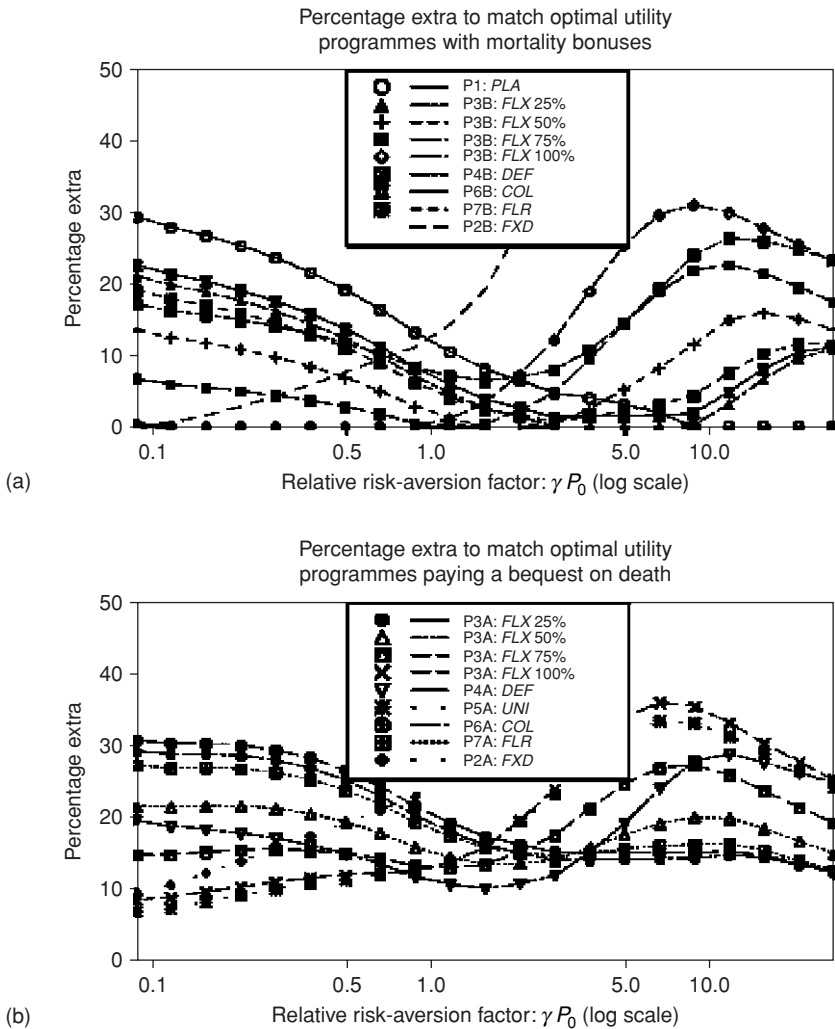 Percentage extra to match optimal utility
programmes with mortality bonuses
50
40
30
20
10
0
Percentage extra
P1: PLA
P3B: FLX 25%
P3B: FLX 50%
P3B: FLX 75%
P3B: FLX 100%
P4B: DEF
P6B: COL
P7B: FLR
P2B: FXD
0.1
0.5
1.0
5.0
10.0
(a)
Relative risk-aversion factor: γ P₀ (log scale)
Percentage extra to match optimal utility
programmes paying a bequest on death
50
40
30
20
10
0
Percentage extra
P3A: FLX 25%
P3A: FLX 50%
P3A: FLX 75%
P3A: FLX 100%
P4A: DEF
P5A: UNI
P6A: COL
P7A: FLR
P2A: FXD
0.1
0.5
1.0
5.0
10.0
(b)
Relative risk-aversion factor: γ P₀ (log scale)